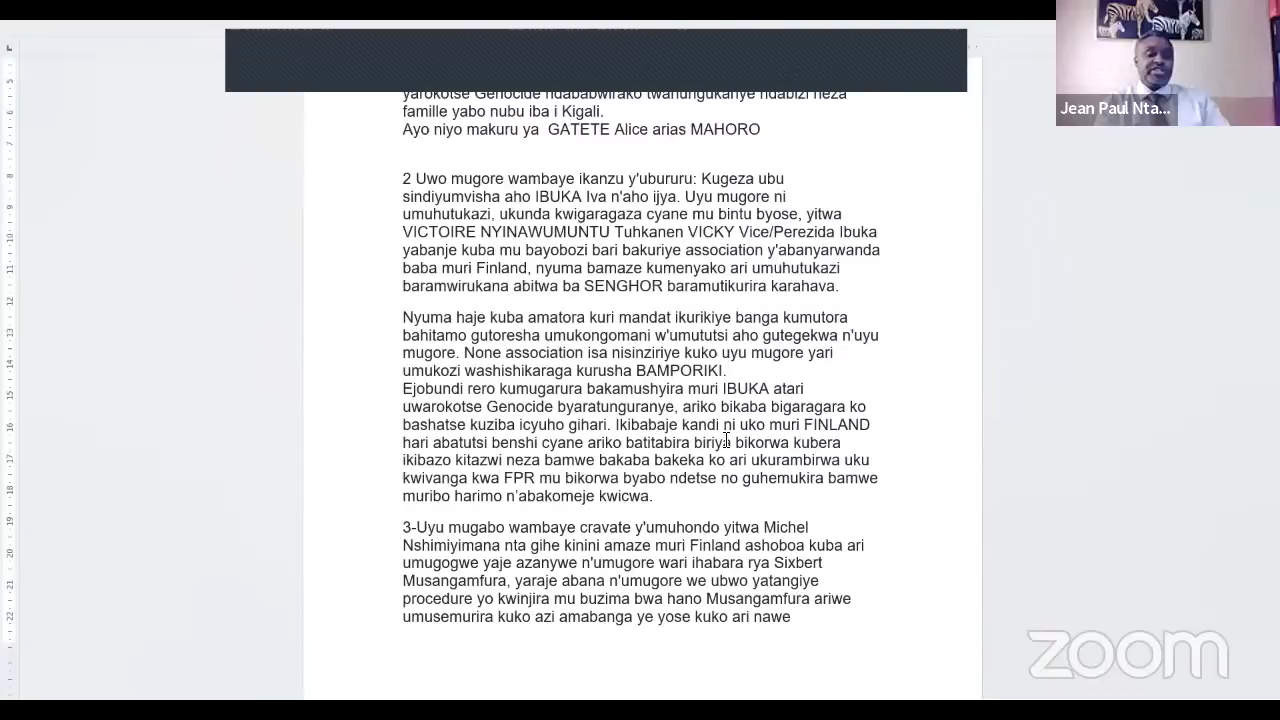 yarokotse Genocide ndababwirako twahungukanye ndabizi neza
famille yabo nubu iba i Kigali.
Ayo niyo makuru ya GATETE Alice arias MAHORO
2 Uwo mugore wambaye ikanzu y'ubururu: Kugeza ubu
sindiyumvisha aho IBUKA Iva n'aho ijya. Uyu mugore ni
umuhutukazi, ukunda kwigaragaza cyane mu bintu byose, yitwa
VICTOIRE NYINAWUMUNTU Tuhkanen VICKY Vice/Perezida Ibuka
yabanje kuba mu bayobozi bari bakuriye association y'abanyarwanda
baba muri Finland, nyuma bamaze kumenyako ari umuhutukazi
baramwirukana abitwa ba SENGHOR baramutikurira karahava.
Nyuma haje kuba amatora kuri mandat ikurikiye banga kumutora
bahitamo gutoresha umukongomani w'umututsi aho gutegekwa n'uyu
mugore. None association isa nisinziriye kuko uyu mugore yari
umukozi washishikaraga kurusha BAMPORIKI.
Ejobundi rero kumugarura bakamushyira muri IBUKA atari
uwarokotse Genocide byaratunguranye, ariko bikaba bigaragara ko
bashatse kuziba icyuho gihari. Ikibabaje kandi ni uko muri FINLAND
hari abatutsi benshi cyane ariko batitabira biriya bikorwa kubera
ikibazo kitazwi neza bamwe bakaba bakeka ko ari ukurambirwa uku
kwivanga kwa FPR mu bikorwa byabo ndetse no guhemukira bamwe
muribo harimo n'abakomeje kwicwa.
3-Uyu mugabo wambaye cravate y'umuhondo yitwa Michel
Nshimiyimana nta gihe kinini amaze muri Finland ashoboa kuba ari
umugogwe yaje azanywe n'umugore wari ihabara rya Sixbert
Musangamfura, yaraje abana n'umugore we ubwo yatangiye
procedure yo kwinjira mu buzima bwa hano Musangamfura ariwe
umusemurira kuko azi amabanga ye yose kuko ari nawe
Jean Paul Nta...
zoom